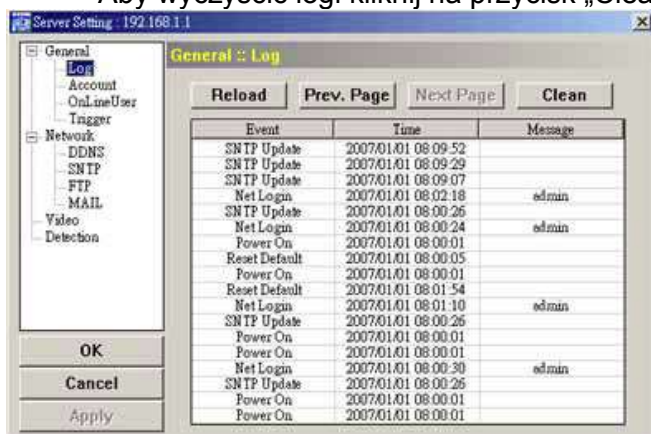 Aby wyczyścić logi kliknij na przycisk „Clea
Server Setting : 192.168.1.1
General
Log
Account
OnLineUser
Trigger
Network
DDNS
SNTP
FTP
MAIL
Video
Detection
OK
Cancel
Apply
General :: Log
Reload Prev. Page Next Page Clean
Event Time Message
SNTP Update 2007/01/01 08:09:52
SNTP Update 2007/01/01 08:09:29
SNTP Update 2007/01/01 08:09:07
Net Login 2007/01/01 08:02:18 admin
SNTP Update 2007/01/01 08:00:26
Net Login 2007/01/01 08:00:24 admin
Power On 2007/01/01 08:00:01
Reset Default 2007/01/01 08:00:05
Power On 2007/01/01 08:00:01
Reset Default 2007/01/01 08:01:54
Net Login 2007/01/01 08:01:10 admin
SNTP Update 2007/01/01 08:00:26
Power On 2007/01/01 08:00:01
Power On 2007/01/01 08:00:01
Net Login 2007/01/01 08:00:30 admin
SNTP Update 2007/01/01 08:00:26
Power On 2007/01/01 08:00:01
Power On 2007/01/01 08:00:01